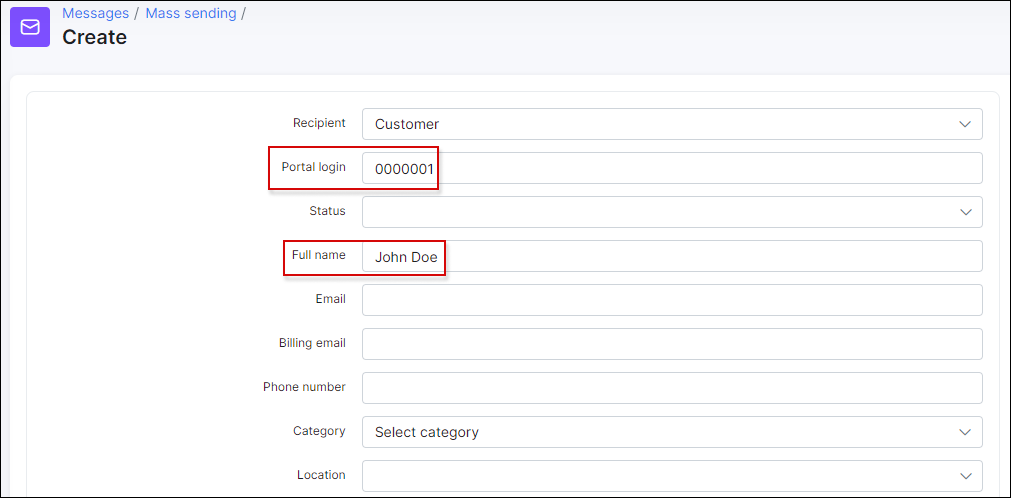 Messages / Mass sending /
Create
Recipient Customer
Portal login 0000001
Status
Full name John Doe
Email
Billing email
Phone number
Category Select category
Location